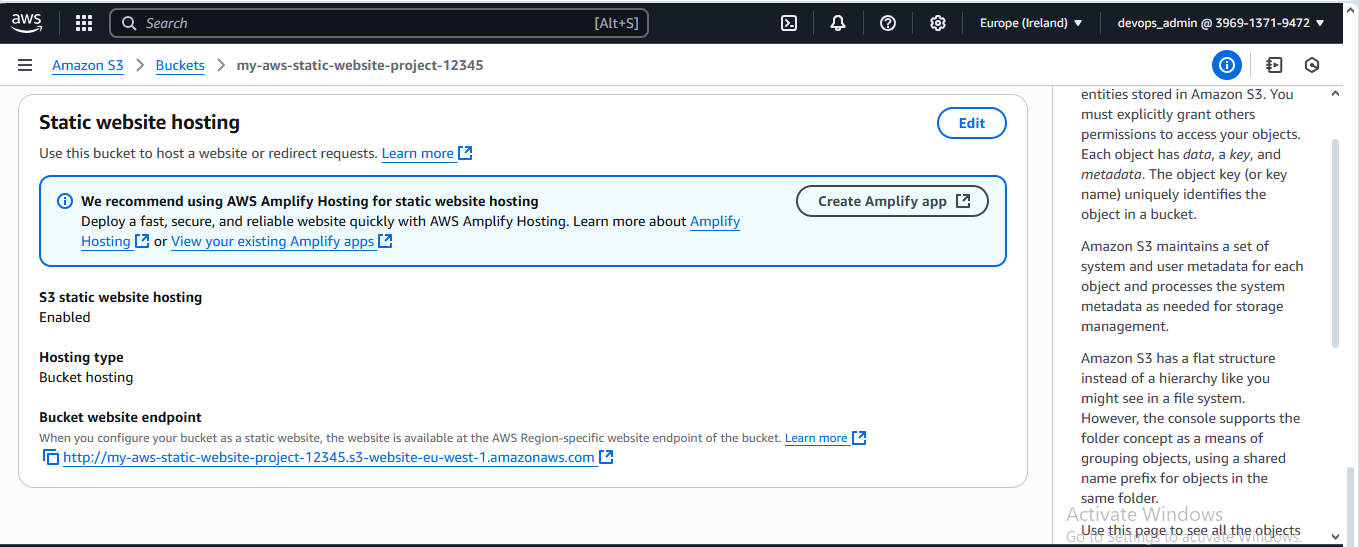 aws
Search
[Alt+S]
Europe (Ireland)
devops_admin @ 3969-1371-9472
Amazon S3
Buckets
my-aws-static-website-project-12345
Static website hosting
Edit
Use this bucket to host a website or redirect requests. Learn more
We recommend using AWS Amplify Hosting for static website hosting
Deploy a fast, secure, and reliable website quickly with AWS Amplify Hosting. Learn more about Amplify
Hosting or View your existing Amplify apps
Create Amplify app
S3 static website hosting
Enabled
Hosting type
Bucket hosting
Bucket website endpoint
When you configure your bucket as a static website, the website is available at the AWS Region-specific website endpoint of the bucket. Learn more
http://my-aws-static-website-project-12345.s3-website-eu-west-1.amazonaws.com
entities stored in Amazon S3. You
must explicitly grant others
permissions to access your objects.
Each object has data, a key, and
metadata. The object key (or key
name) uniquely identifies the
object in a bucket.
Amazon S3 maintains a set of
system and user metadata for each
object and processes the system
metadata as needed for storage
management.
Amazon S3 has a flat structure
instead of a hierarchy like you
might see in a file system.
However, the console supports the
folder concept as a means of
grouping objects, using a shared
name prefix for objects in the
same folder.
Activate Windows
Use this page to see all the objects
Go to Settings to activate Windows.